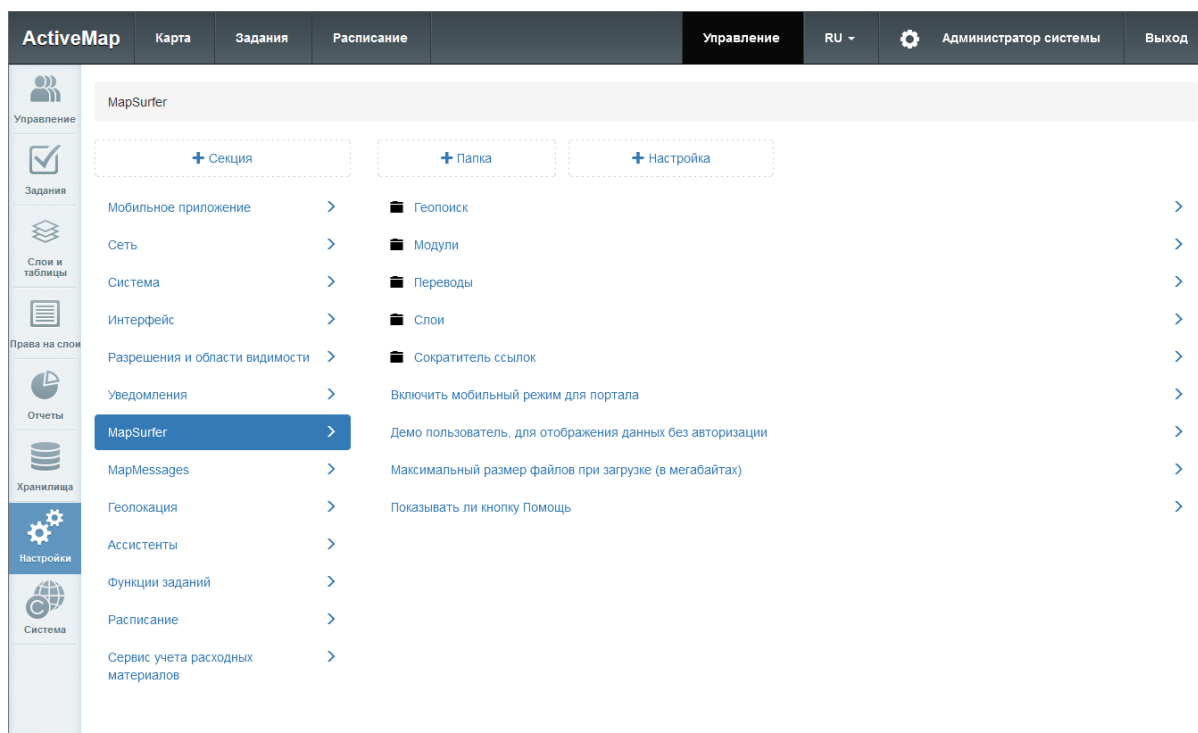 ActiveMap Карта Задания Расписание Управление RU Администратор системы Выход
Управление
Задания
Слои и
таблицы
Права на слои
Отчеты
Хранилища
Настройки
Система
MapSurfer
+ Секция
+ Папка
+ Настройка
Мобильное приложение
Сеть
Система
Интерфейс
Разрешения и области видимости
Уведомления
MapSurfer
MapMessages
Геолокация
Ассистенты
Функции заданий
Расписание
Сервис учета расходных
материалов
Геопоиск
Модули
Переводы
Слои
Сократитель ссылок
Включить мобильный режим для портала
Демо пользователь, для отображения данных без авторизации
Максимальный размер файлов при загрузке (в мегабайтах)
Показывать ли кнопку Помощь